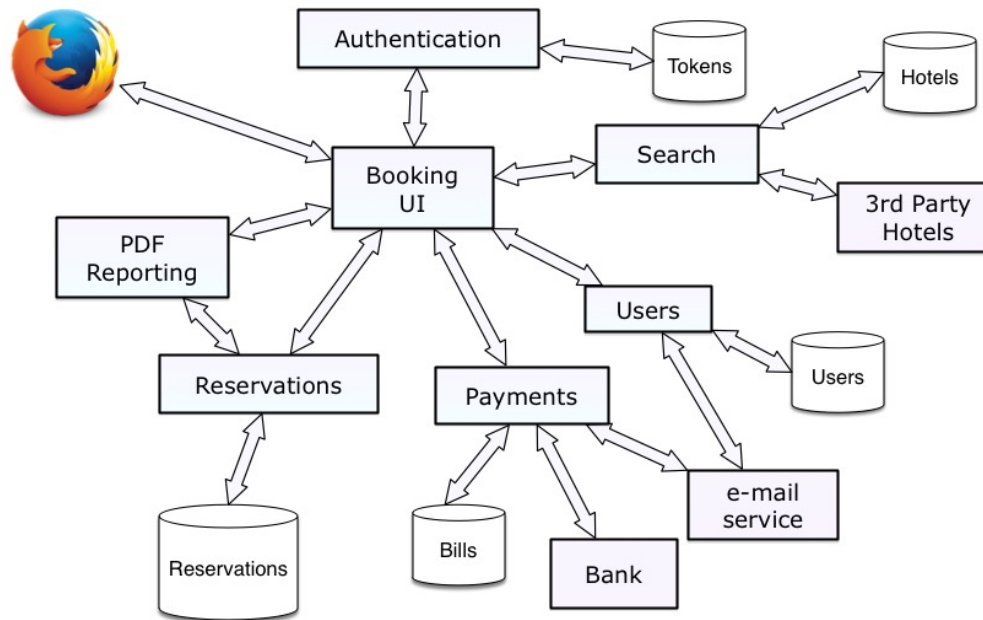 Authentication
Tokens
Hotels
Search
Booking
UI
3rd Party
Hotels
PDF
Reporting
Users
Reservations
Payments
Users
e-mail
service
Reservations
Bills
Bank